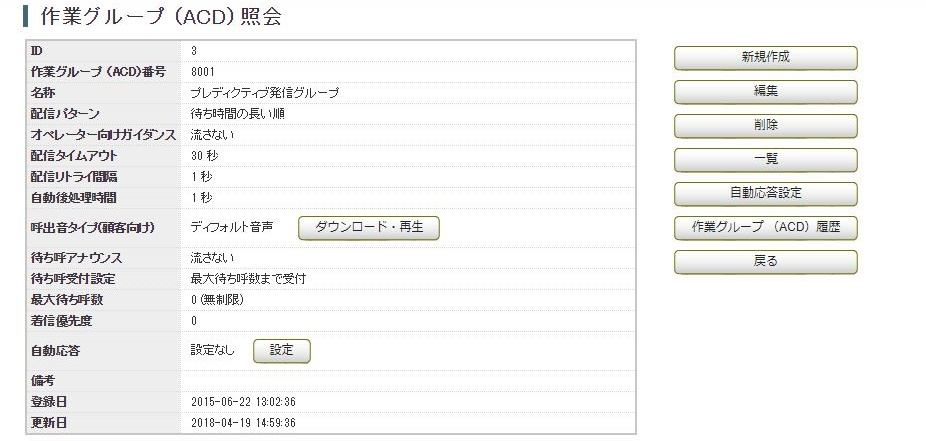 作業グループ（ACD）照会
ID 3
作業グループ（ACD)番号 8001
名称 プレディクティブ発信グループ
配信パターン 待ち時間の長い順
オペレーター向けガイダンス 流さない
配信タイムアウト 30 秒
配信リトライ間隔 1 秒
自動後処理時間 1 秒
呼出音タイプ(顧客向け) ディフォルト音声 ダウンロード・再生
待ち呼アナウンス 流さない
待ち呼受付設定 最大待ち呼数まで受付
最大待ち呼数 0 (無制限)
着信優先度 0
自動応答 設定なし 設定
備考
登録日 2015-06-22 13:02:36
更新日 2018-04-19 14:59:36
新規作成
編集
削除
一覧
自動応答設定
作業グループ （ACD）履歴
戻る